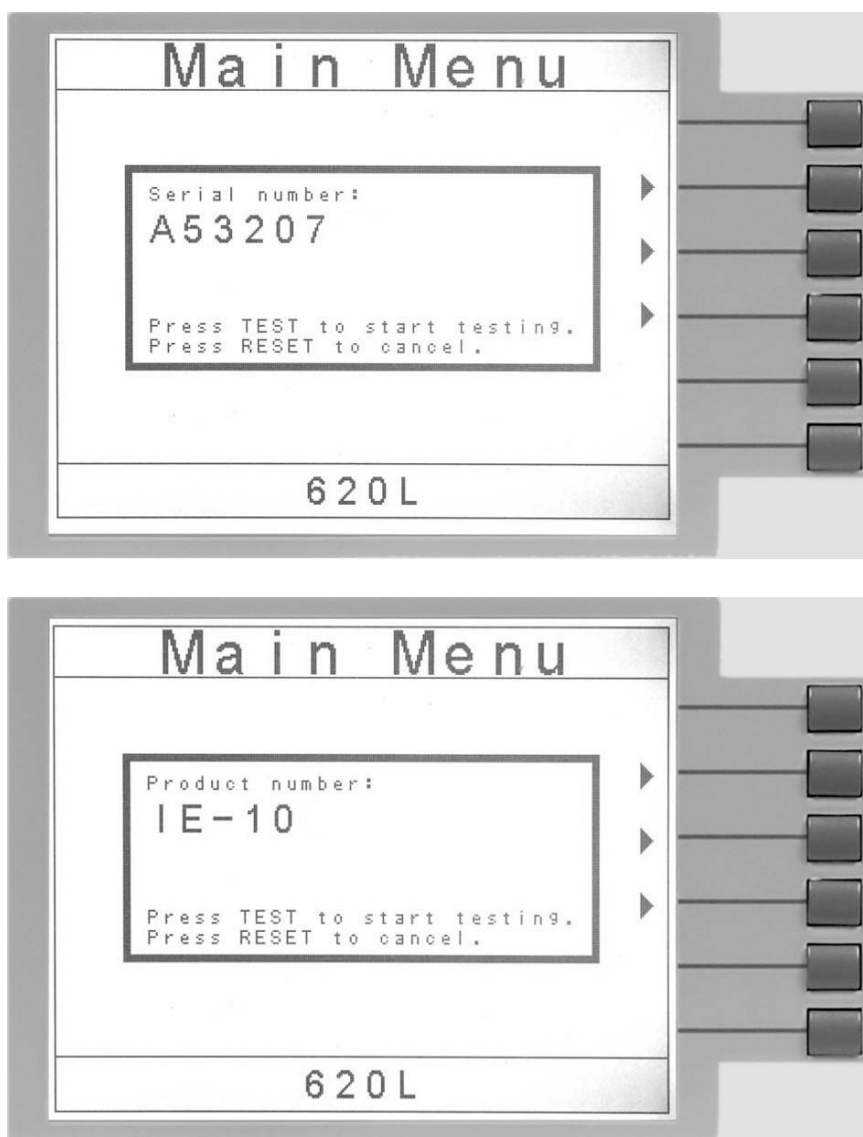 Main Menu
Serial number:
A53207
Press TEST to start testing.
Press RESET to cancel.
620L
Main Menu
Product number:
IE-10
Press TEST to start testing.
Press RESET to cancel.
620L